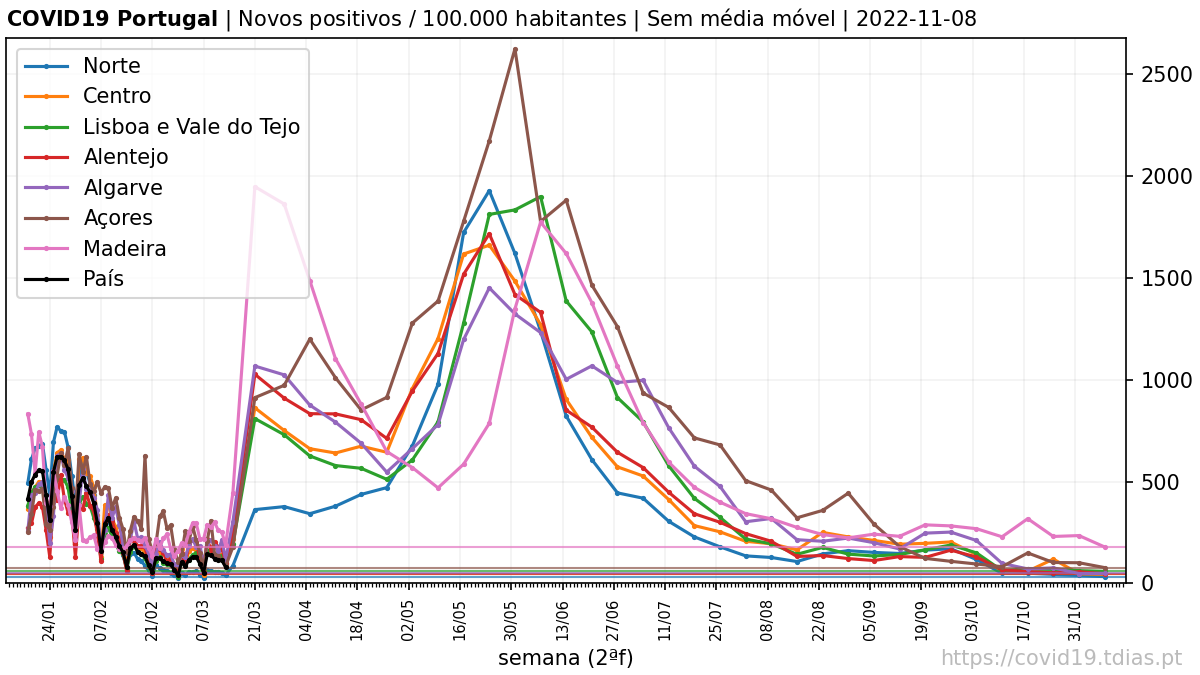 COVID19 Portugal | Novos positivos / 100.000 habitantes | Sem média móvel | 2022-11-08
Norte
Centro
Lisboa e Vale do Tejo
Alentejo
Algarve
Açores
Madeira
País
2500
2000
1500
1000
500
0
24/01 07/02 21/02 07/03 21/03 04/04 18/04 02/05 16/05 30/05 13/06 27/06 11/07 25/07 08/08 22/08 05/09 19/09 03/10 17/10 31/10
semana (2ªf)
https://covid19.tdias.pt